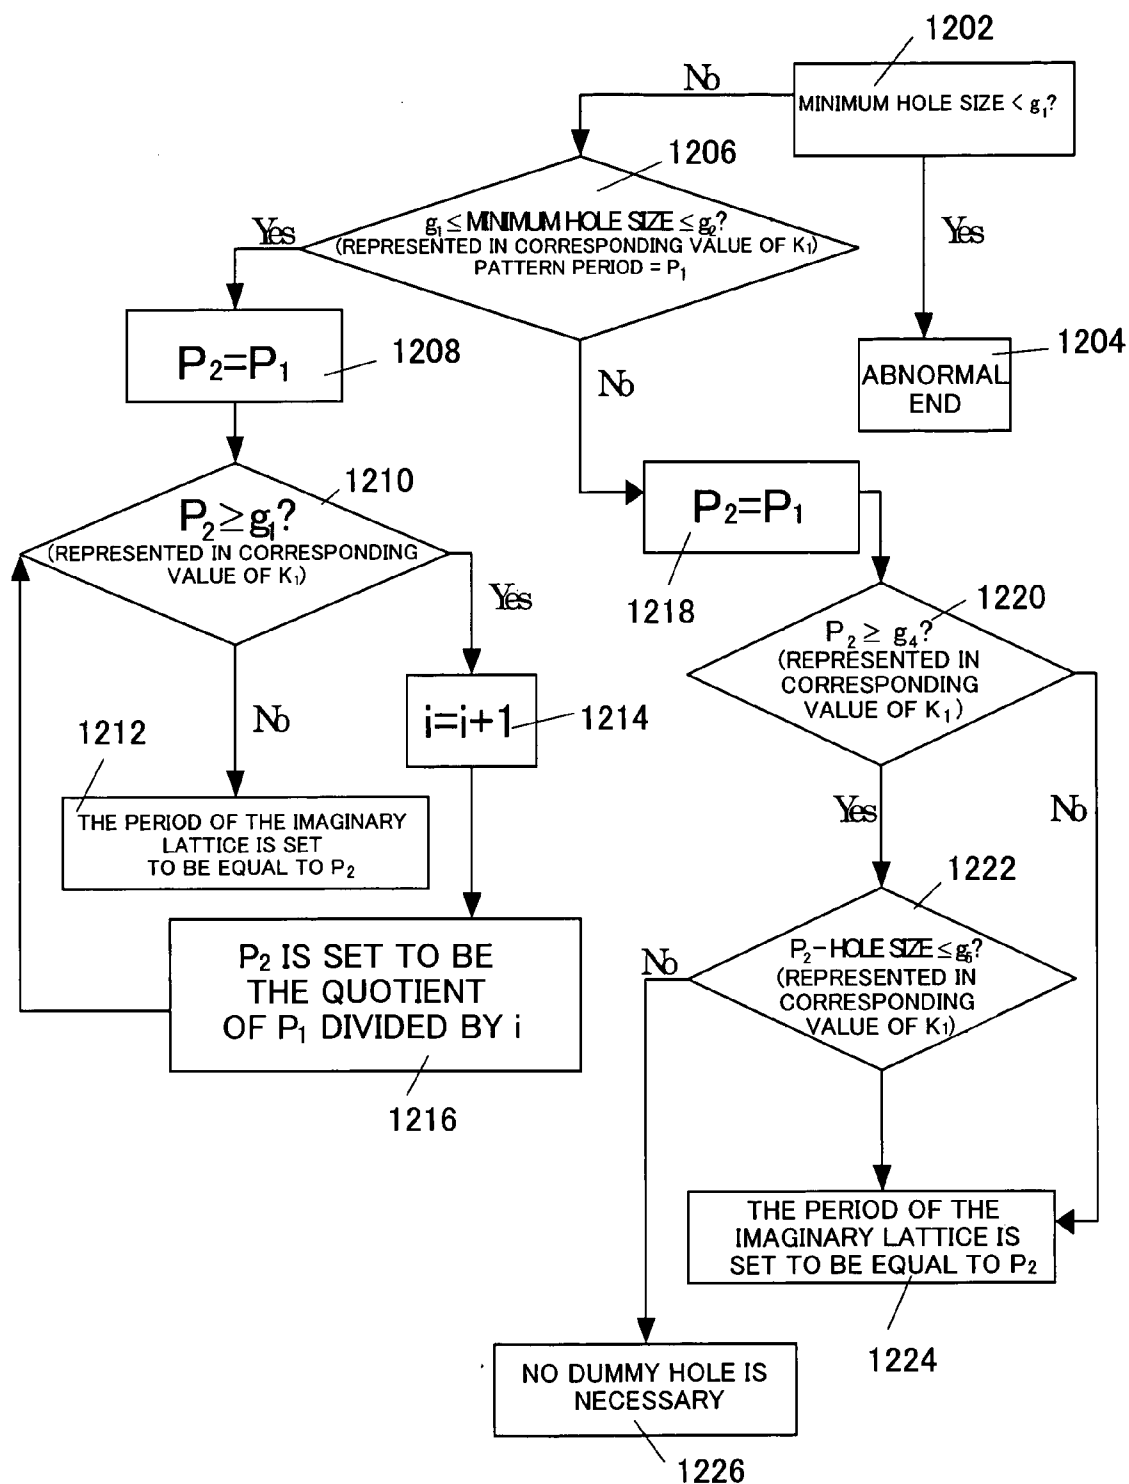 1202
No
MINIMUM HOLE SIZE < g₁?
1206
g₁ ≤ MINIMUM HOLE SIZE ≤ g₂?
(REPRESENTED IN CORRESPONDING VALUE OF K₁)
PATTERN PERIOD = P₁
Yes
Yes
P₂=P₁
1208
1204
ABNORMAL
END
No
1210
P₂ ≥ g₁?
(REPRESENTED IN CORRESPONDING
VALUE OF K₁)
P₂=P₁
1218
Yes
1220
P₂ ≥ g₄?
(REPRESENTED IN
CORRESPONDING
VALUE OF K₁)
No
i=i+1
1214
1212
THE PERIOD OF THE IMAGINARY
LATTICE IS SET
TO BE EQUAL TO P₂
Yes
No
1222
P₂ – HOLE SIZE ≤ g₆?
(REPRESENTED IN
CORRESPONDING
VALUE OF K₁)
No
P₂ IS SET TO BE
THE QUOTIENT
OF P₁ DIVIDED BY i
1216
THE PERIOD OF THE
IMAGINARY LATTICE IS
SET TO BE EQUAL TO P₂
1224
NO DUMMY HOLE IS
NECESSARY
1226